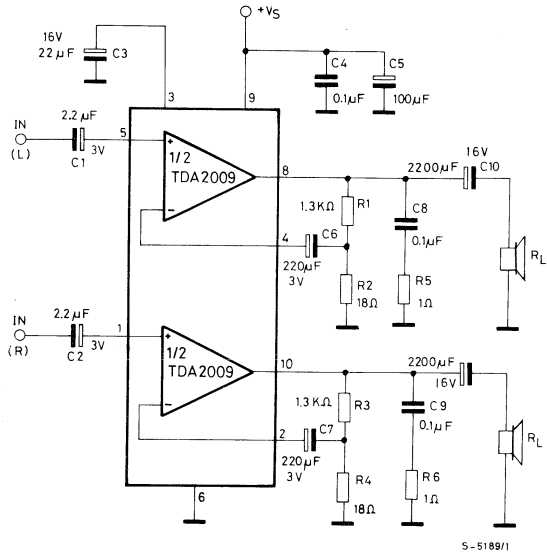 +VS
16V
22µF
C3
C4
0.1µF
C5
100µF
3
9
IN
(L)
2.2µF
C1
3V
5
+
1/2
TDA2009
−
8
4
1.3KΩ
R1
C6
220µF
3V
R2
18Ω
C8
0.1µF
R5
1Ω
2200µF
16V
C10
RL
IN
(R)
2.2µF
C2
3V
1
+
1/2
TDA2009
−
10
2
1.3KΩ
R3
C7
220µF
3V
R4
18Ω
C9
0.1µF
R6
1Ω
2200µF
16V
RL
6
S-5189/1